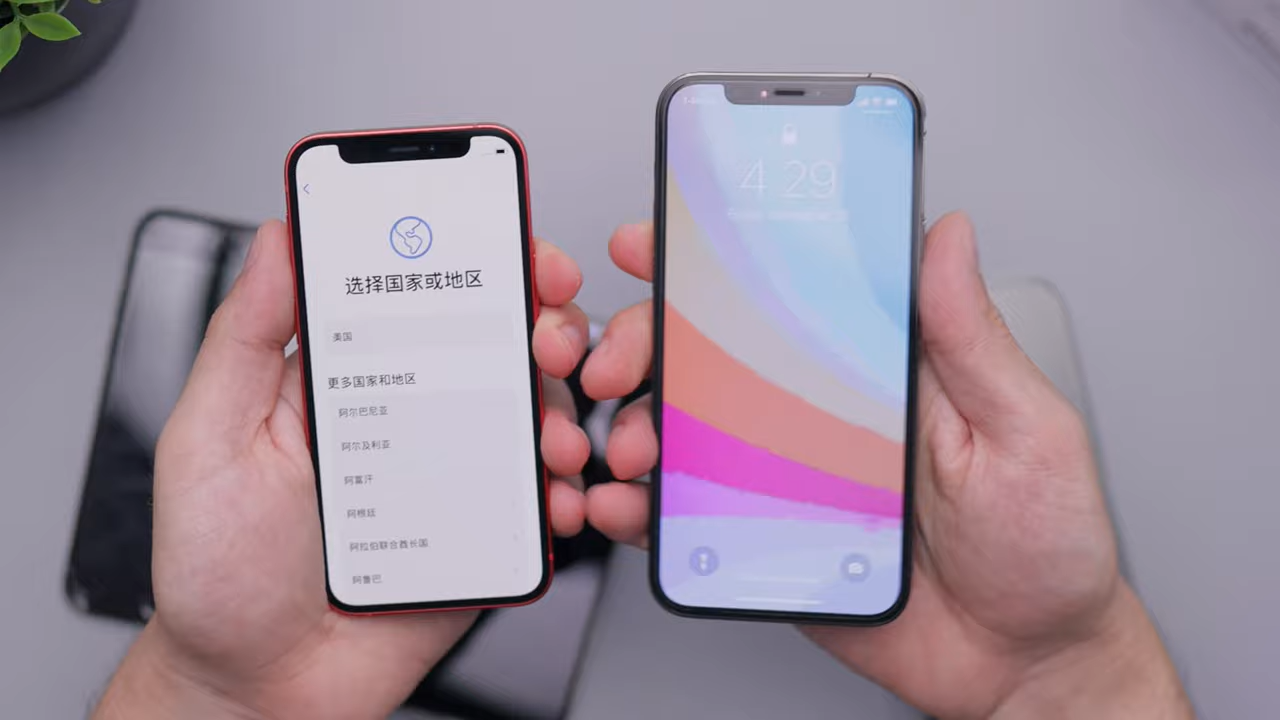 选择国家或地区
美国
更多国家和地区
阿尔巴尼亚
阿尔及利亚
阿富汗
阿根廷
阿拉伯联合酋长国
阿鲁巴
4 29